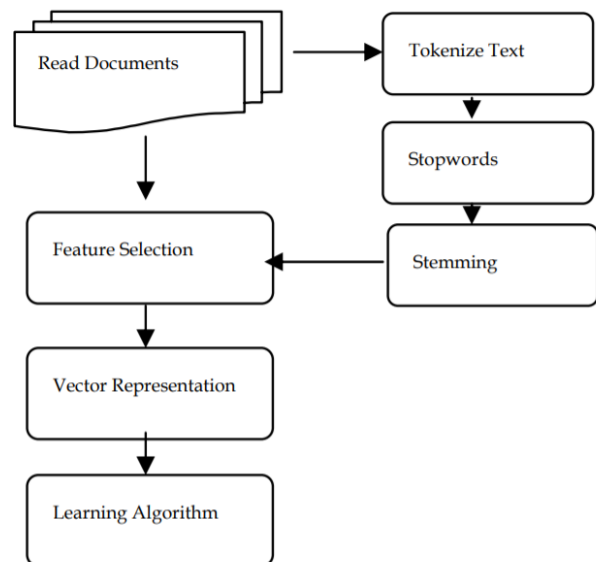 Read Documents
Tokenize Text
Stopwords
Stemming
Feature Selection
Vector Representation
Learning Algorithm